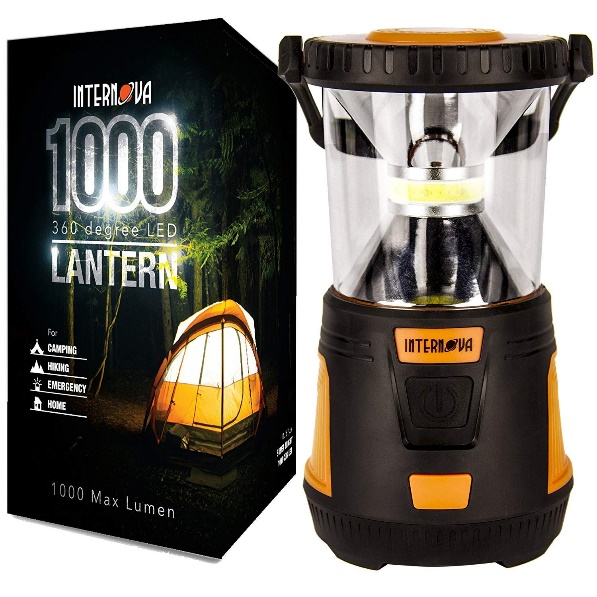 INTERNOVA
1000
360 degree LED
LANTERN
For
CAMPING
HIKING
EMERGENCY
HOME
1000 Max Lumen
INTERNOVA